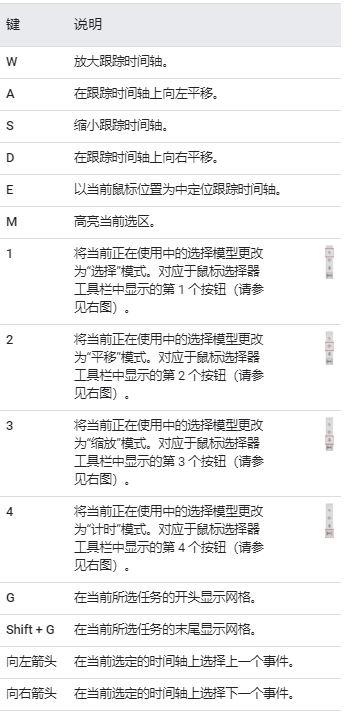 键 说明
W 放大跟踪时间轴。
A 在跟踪时间轴上向左平移。
S 缩小跟踪时间轴。
D 在跟踪时间轴上向右平移。
E 以当前鼠标位置为中定位跟踪时间轴。
M 高亮当前选区。
1 将当前正在使用中的选择模型更改
为“选择”模式。对应于鼠标选择器
工具栏中显示的第 1 个按钮（请参
见右图）。
2 将当前正在使用中的选择模型更改
为“平移”模式。对应于鼠标选择器
工具栏中显示的第 2 个按钮（请参
见右图）。
3 将当前正在使用中的选择模型更改
为“缩放”模式。对应于鼠标选择器
工具栏中显示的第 3 个按钮（请参
见右图）。
4 将当前正在使用中的选择模型更改
为“计时”模式。对应于鼠标选择器
工具栏中显示的第 4 个按钮（请参
见右图）。
G 在当前所选任务的开头显示网格。
Shift + G 在当前所选任务的末尾显示网格。
向左箭头 在当前选定的时间轴上选择上一个事件。
向右箭头 在当前选定的时间轴上选择下一个事件。